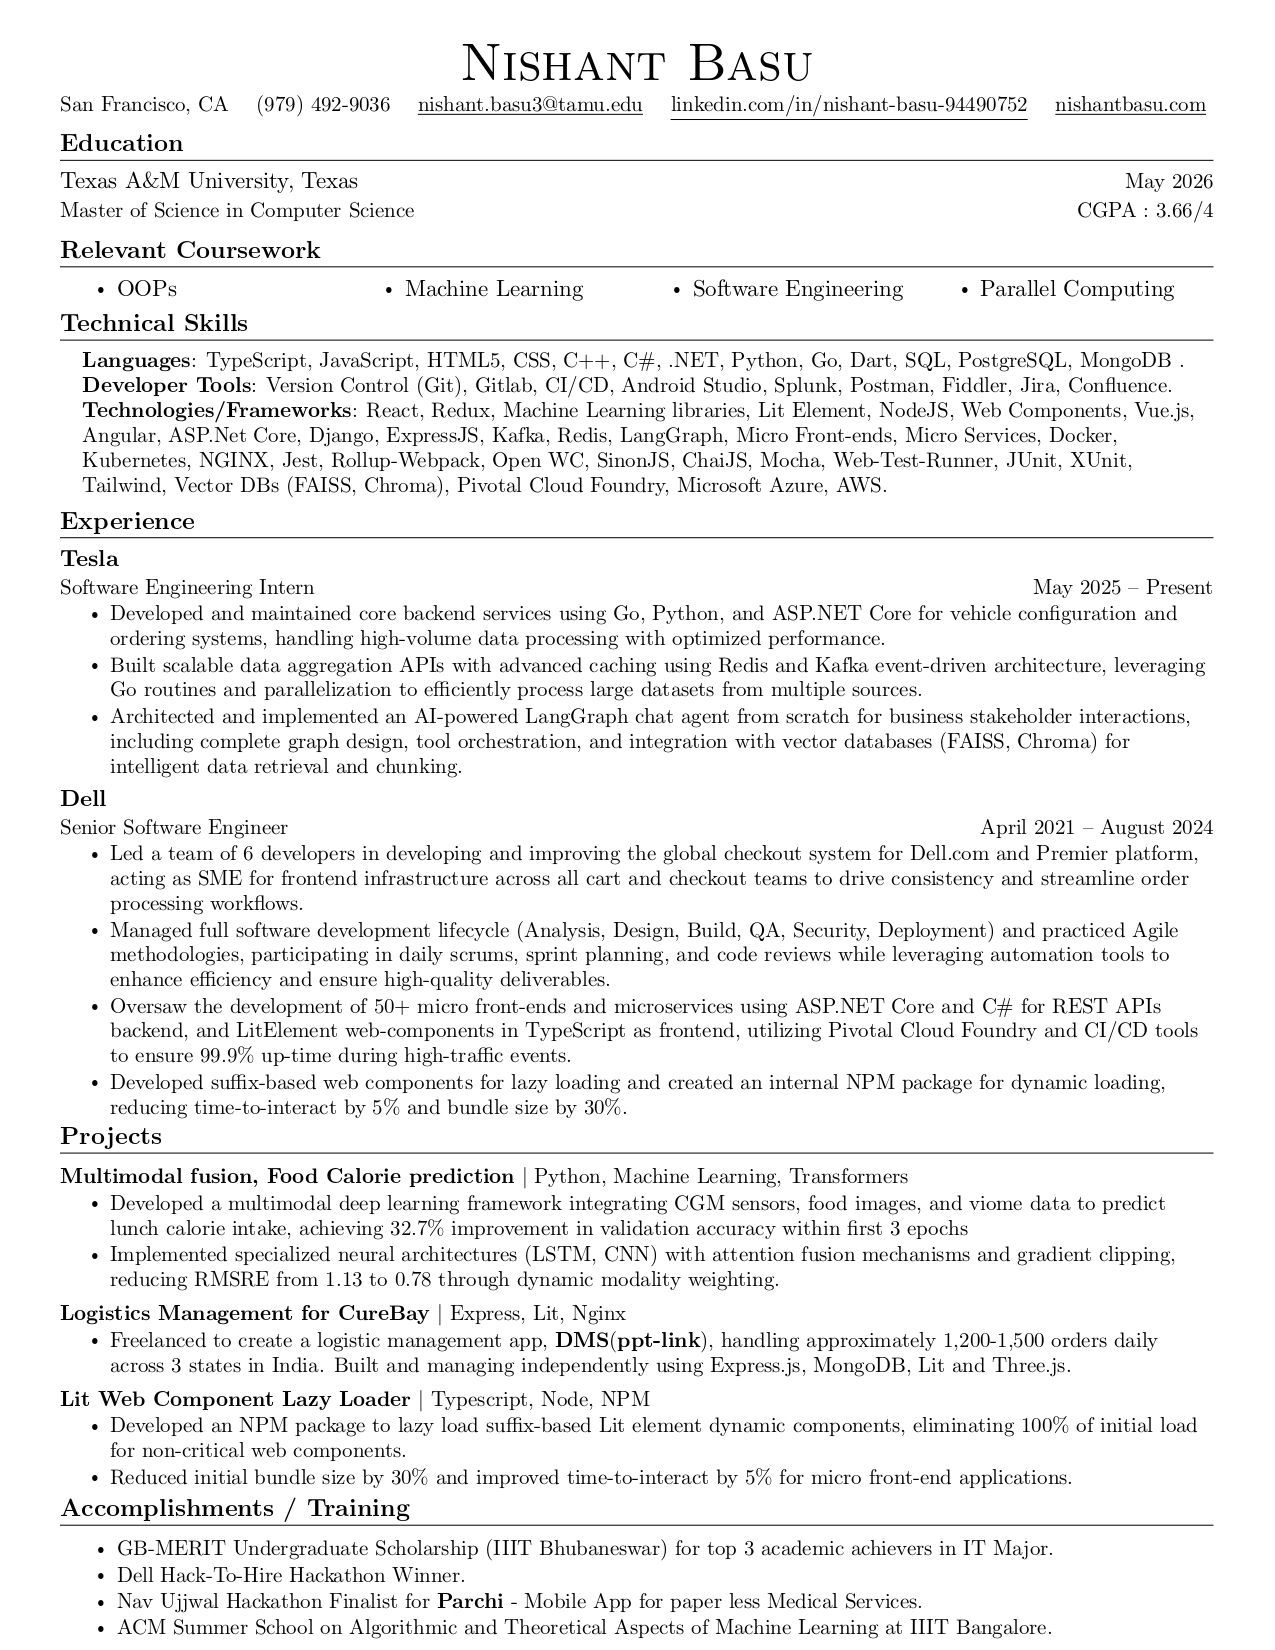 Nishant Basu
San Francisco, CA (979) 492-9036 nishant.basu3@tamu.edu linkedin.com/in/nishant-basu-94490752 nishantbasu.com
Education
Texas A&M University, Texas May 2026
Master of Science in Computer Science CGPA : 3.66/4
Relevant Coursework
• OOPs • Machine Learning • Software Engineering • Parallel Computing
Technical Skills
Languages: TypeScript, JavaScript, HTML5, CSS, C++, C#, .NET, Python, Go, Dart, SQL, PostgreSQL, MongoDB .
Developer Tools: Version Control (Git), Gitlab, CI/CD, Android Studio, Splunk, Postman, Fiddler, Jira, Confluence.
Technologies/Frameworks: React, Redux, Machine Learning libraries, Lit Element, NodeJS, Web Components, Vue.js,
Angular, ASP.Net Core, Django, ExpressJS, Kafka, Redis, LangGraph, Micro Front-ends, Micro Services, Docker,
Kubernetes, NGINX, Jest, Rollup-Webpack, Open WC, SinonJS, ChaiJS, Mocha, Web-Test-Runner, JUnit, XUnit,
Tailwind, Vector DBs (FAISS, Chroma), Pivotal Cloud Foundry, Microsoft Azure, AWS.
Experience
Tesla
Software Engineering Intern May 2025 – Present
• Developed and maintained core backend services using Go, Python, and ASP.NET Core for vehicle configuration and
ordering systems, handling high-volume data processing with optimized performance.
• Built scalable data aggregation APIs with advanced caching using Redis and Kafka event-driven architecture, leveraging
Go routines and parallelization to efficiently process large datasets from multiple sources.
• Architected and implemented an AI-powered LangGraph chat agent from scratch for business stakeholder interactions,
including complete graph design, tool orchestration, and integration with vector databases (FAISS, Chroma) for
intelligent data retrieval and chunking.
Dell
Senior Software Engineer April 2021 – August 2024
• Led a team of 6 developers in developing and improving the global checkout system for Dell.com and Premier platform,
acting as SME for frontend infrastructure across all cart and checkout teams to drive consistency and streamline order
processing workflows.
• Managed full software development lifecycle (Analysis, Design, Build, QA, Security, Deployment) and practiced Agile
methodologies, participating in daily scrums, sprint planning, and code reviews while leveraging automation tools to
enhance efficiency and ensure high-quality deliverables.
• Oversaw the development of 50+ micro front-ends and microservices using ASP.NET Core and C# for REST APIs
backend, and LitElement web-components in TypeScript as frontend, utilizing Pivotal Cloud Foundry and CI/CD tools
to ensure 99.9% up-time during high-traffic events.
• Developed suffix-based web components for lazy loading and created an internal NPM package for dynamic loading,
reducing time-to-interact by 5% and bundle size by 30%.
Projects
Multimodal fusion, Food Calorie prediction | Python, Machine Learning, Transformers
• Developed a multimodal deep learning framework integrating CGM sensors, food images, and viome data to predict
lunch calorie intake, achieving 32.7% improvement in validation accuracy within first 3 epochs
• Implemented specialized neural architectures (LSTM, CNN) with attention fusion mechanisms and gradient clipping,
reducing RMSRE from 1.13 to 0.78 through dynamic modality weighting.
Logistics Management for CureBay | Express, Lit, Nginx
• Freelanced to create a logistic management app, DMS(ppt-link), handling approximately 1,200-1,500 orders daily
across 3 states in India. Built and managing independently using Express.js, MongoDB, Lit and Three.js.
Lit Web Component Lazy Loader | Typescript, Node, NPM
• Developed an NPM package to lazy load suffix-based Lit element dynamic components, eliminating 100% of initial load
for non-critical web components.
• Reduced initial bundle size by 30% and improved time-to-interact by 5% for micro front-end applications.
Accomplishments / Training
• GB-MERIT Undergraduate Scholarship (IIIT Bhubaneswar) for top 3 academic achievers in IT Major.
• Dell Hack-To-Hire Hackathon Winner.
• Nav Ujjwal Hackathon Finalist for Parchi - Mobile App for paper less Medical Services.
• ACM Summer School on Algorithmic and Theoretical Aspects of Machine Learning at IIIT Bangalore.